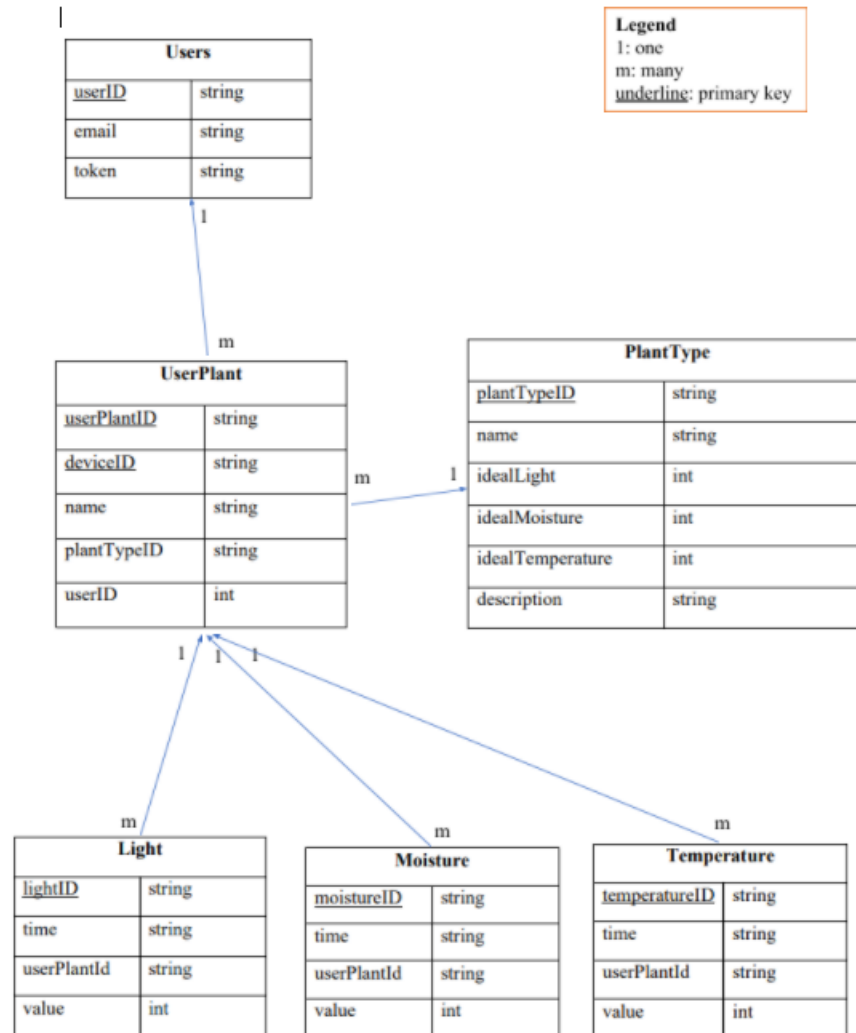 Legend
1: one
m: many
underline: primary key
Users
userID string
email string
token string
1
m
UserPlant
userPlantID string
deviceID string
name string
plantTypeID string
userID int
m
1
PlantType
plantTypeID string
name string
idealLight int
idealMoisture int
idealTemperature int
description string
1 1 1
m
m
m
Light
lightID string
time string
userPlantId string
value int
Moisture
moistureID string
time string
userPlantId string
value int
Temperature
temperatureID string
time string
userPlantId string
value int